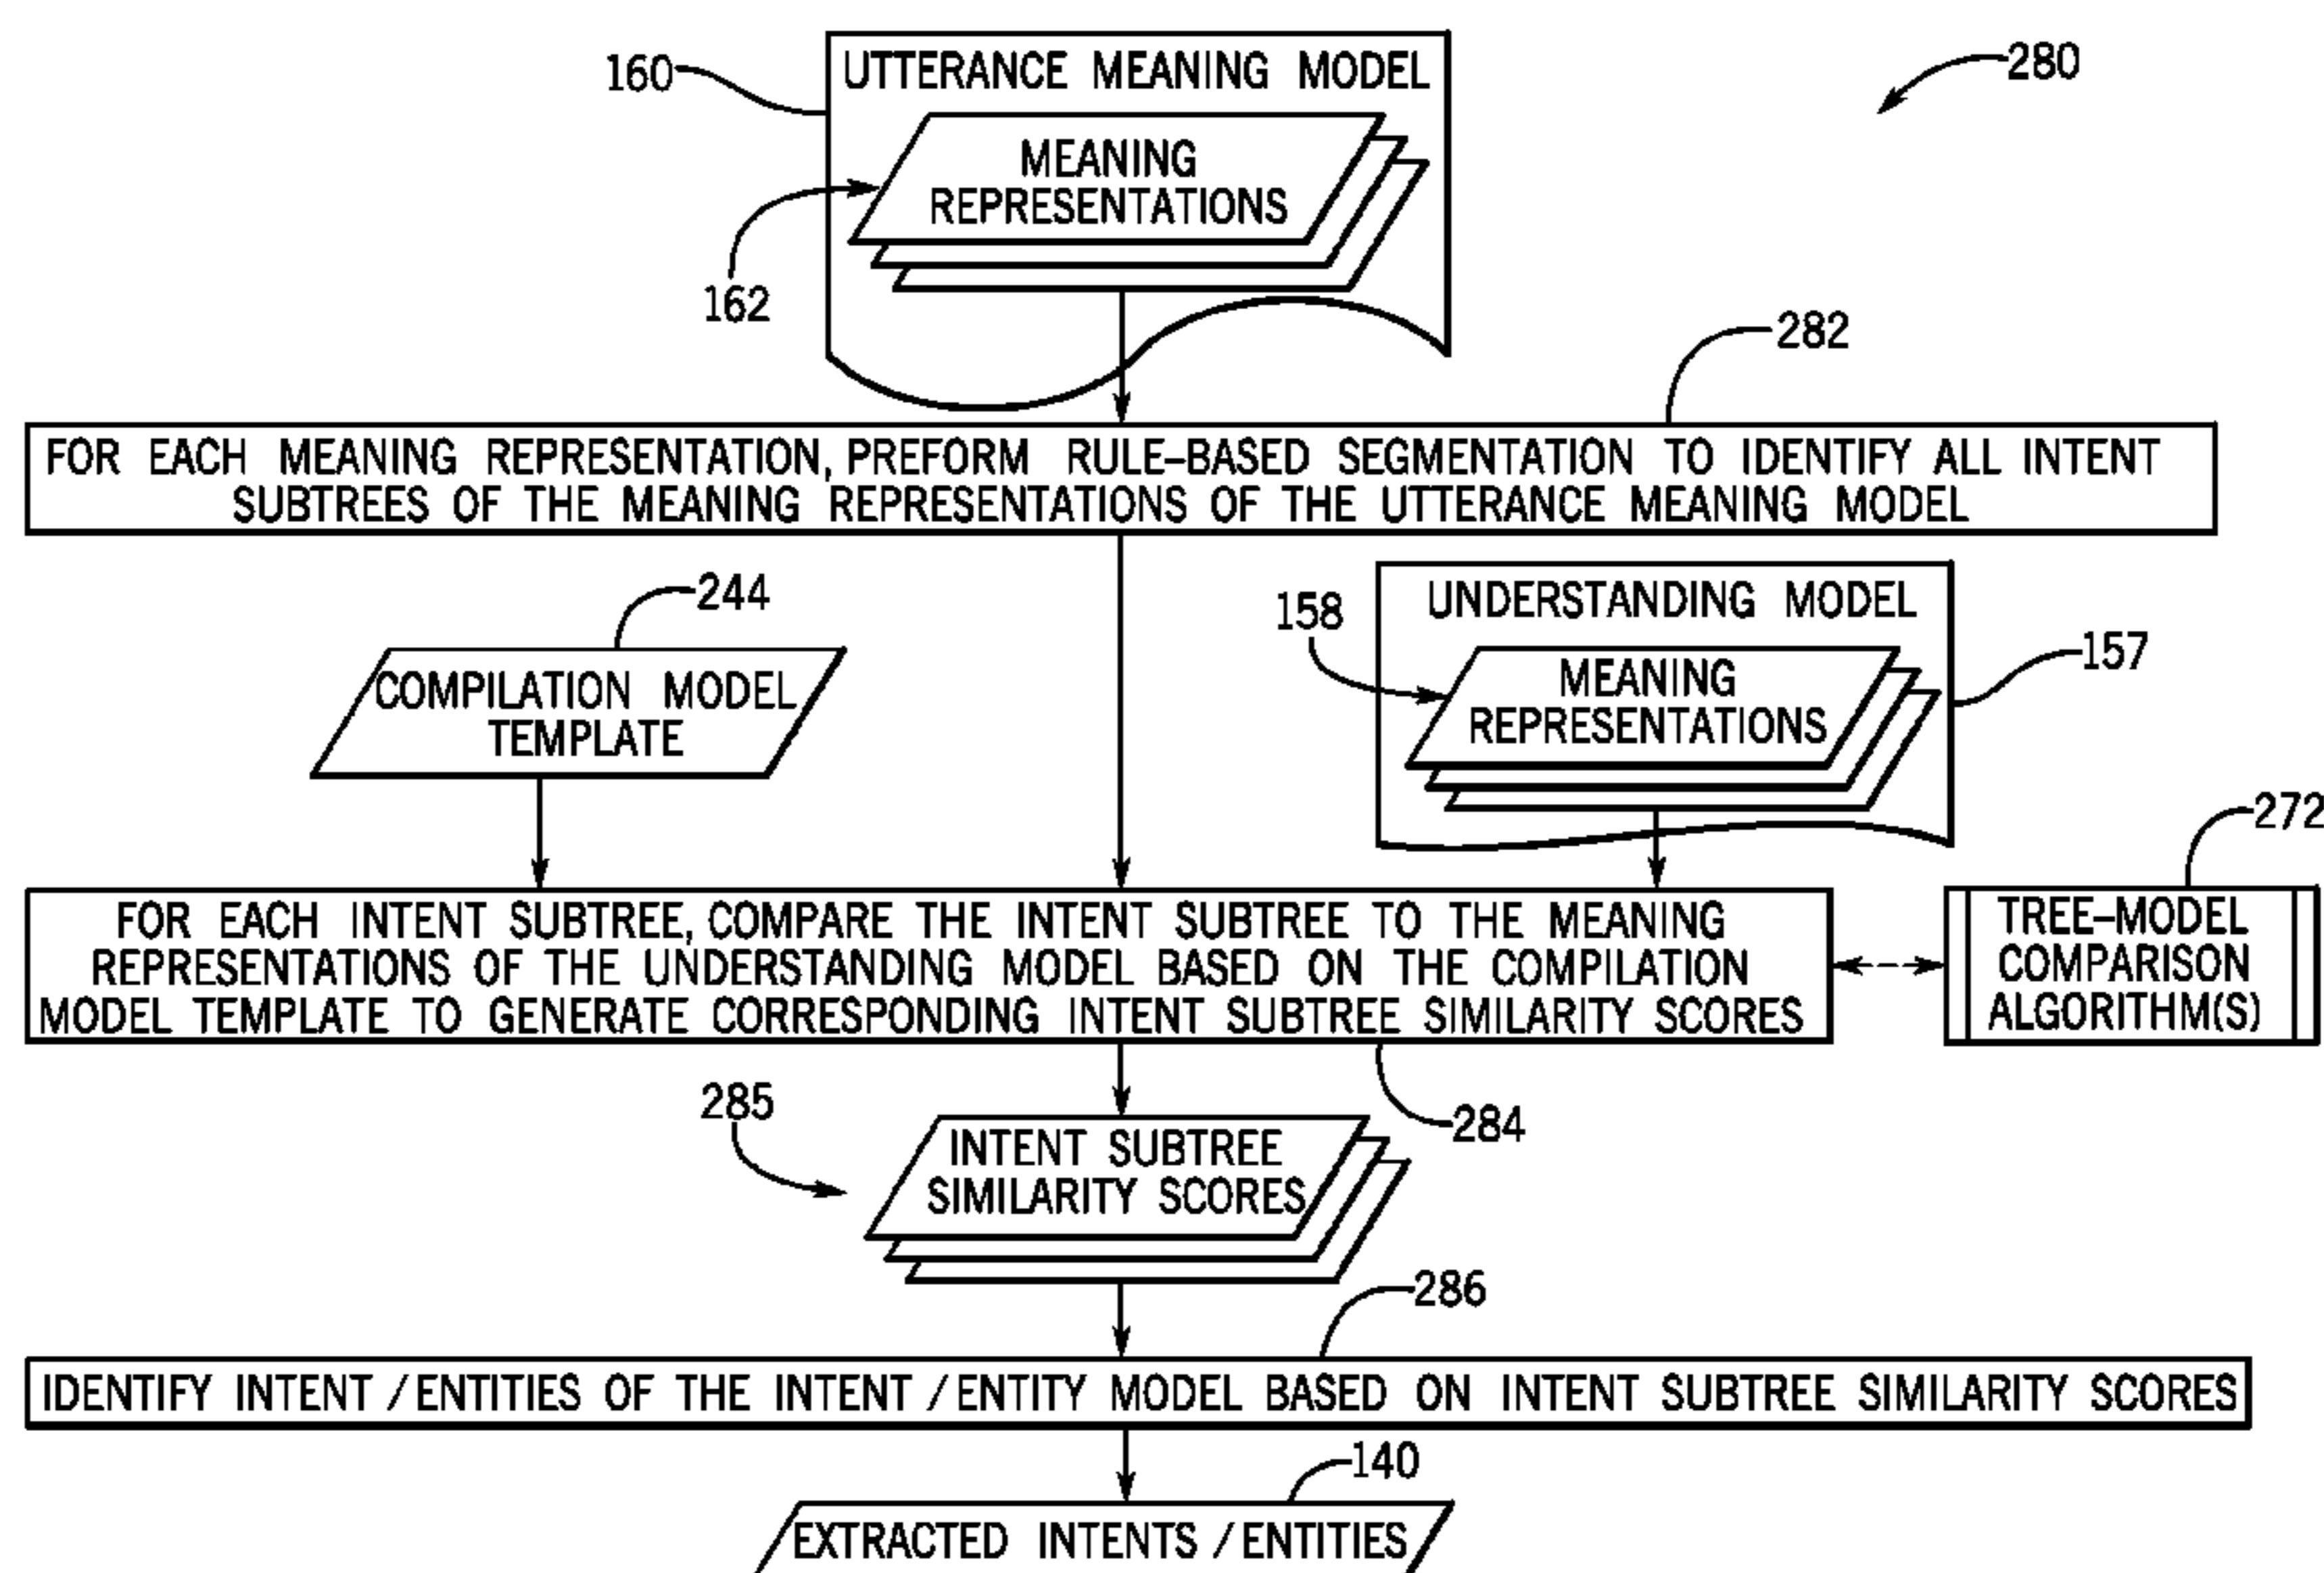 160
UTTERANCE MEANING MODEL
280
MEANING
REPRESENTATIONS
162
282
FOR EACH MEANING REPRESENTATION, PREFORM RULE-BASED SEGMENTATION TO IDENTIFY ALL INTENT
SUBTREES OF THE MEANING REPRESENTATIONS OF THE UTTERANCE MEANING MODEL
244
COMPILATION MODEL
TEMPLATE
158
UNDERSTANDING MODEL
157
MEANING
REPRESENTATIONS
272
FOR EACH INTENT SUBTREE, COMPARE THE INTENT SUBTREE TO THE MEANING
REPRESENTATIONS OF THE UNDERSTANDING MODEL BASED ON THE COMPILATION
MODEL TEMPLATE TO GENERATE CORRESPONDING INTENT SUBTREE SIMILARITY SCORES
TREE-MODEL
COMPARISON
ALGORITHM(S)
284
285
INTENT SUBTREE
SIMILARITY SCORES
286
IDENTIFY INTENT/ENTITIES OF THE INTENT/ENTITY MODEL BASED ON INTENT SUBTREE SIMILARITY SCORES
140
EXTRACTED INTENTS/ENTITIES